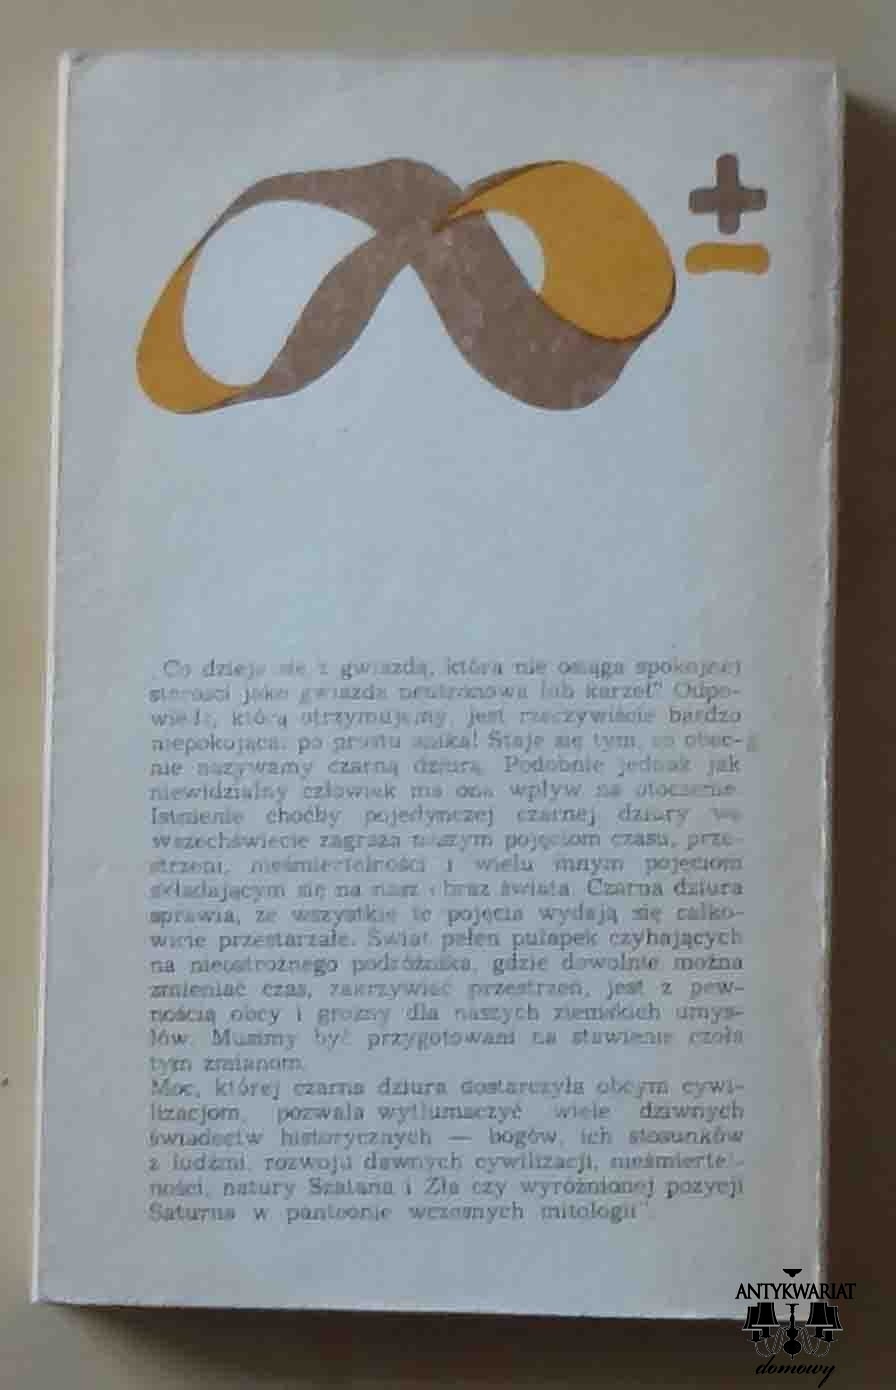 „Co dzieje się z gwiazdą, która nie osiąga spokojnej
starości jako gwiazda neutronowa lub karzeł? Odpo-
wiedź, którą otrzymujemy, jest rzeczywiście bardzo
niepokojąca: po prostu znika! Staje się tym, co obec-
nie nazywamy czarną dziurą. Podobnie jednak jak
niewidzialny człowiek ma ona wpływ na otoczenie.
Istnienie choćby pojedynczej czarnej dziury we
Wszechświecie zagraża naszym pojęciom czasu, prze-
strzeni, nieśmiertelności i wielu innym pojęciom
składającym się na nasz obraz świata. Czarna dziura
sprawia, że wszystkie te pojęcia wydają się całko-
wicie przestarzałe. Świat pełen pułapek czyhających
na nieostrożnego podróżnika, gdzie dowolnie można
zmieniać czas, zakrzywiać przestrzeń, jest z pew-
nością obcy i groźny dla naszych ziemskich umys-
łów. Musimy być przygotowani na stawienie czoła
tym zmianom.
Moc, której czarna dziura dostarczyła obcym cywi-
lizacjom, pozwala wytłumaczyć wiele dziwnych
świadectw historycznych — bogów, ich stosunków
z ludźmi, rozwoju dawnych cywilizacji, nieśmiertel-
ności, natury Szatana i Zła czy wyróżnionej pozycji
Saturna w panteonie wczesnych mitologii".
ANTYKWARIAT
domowy